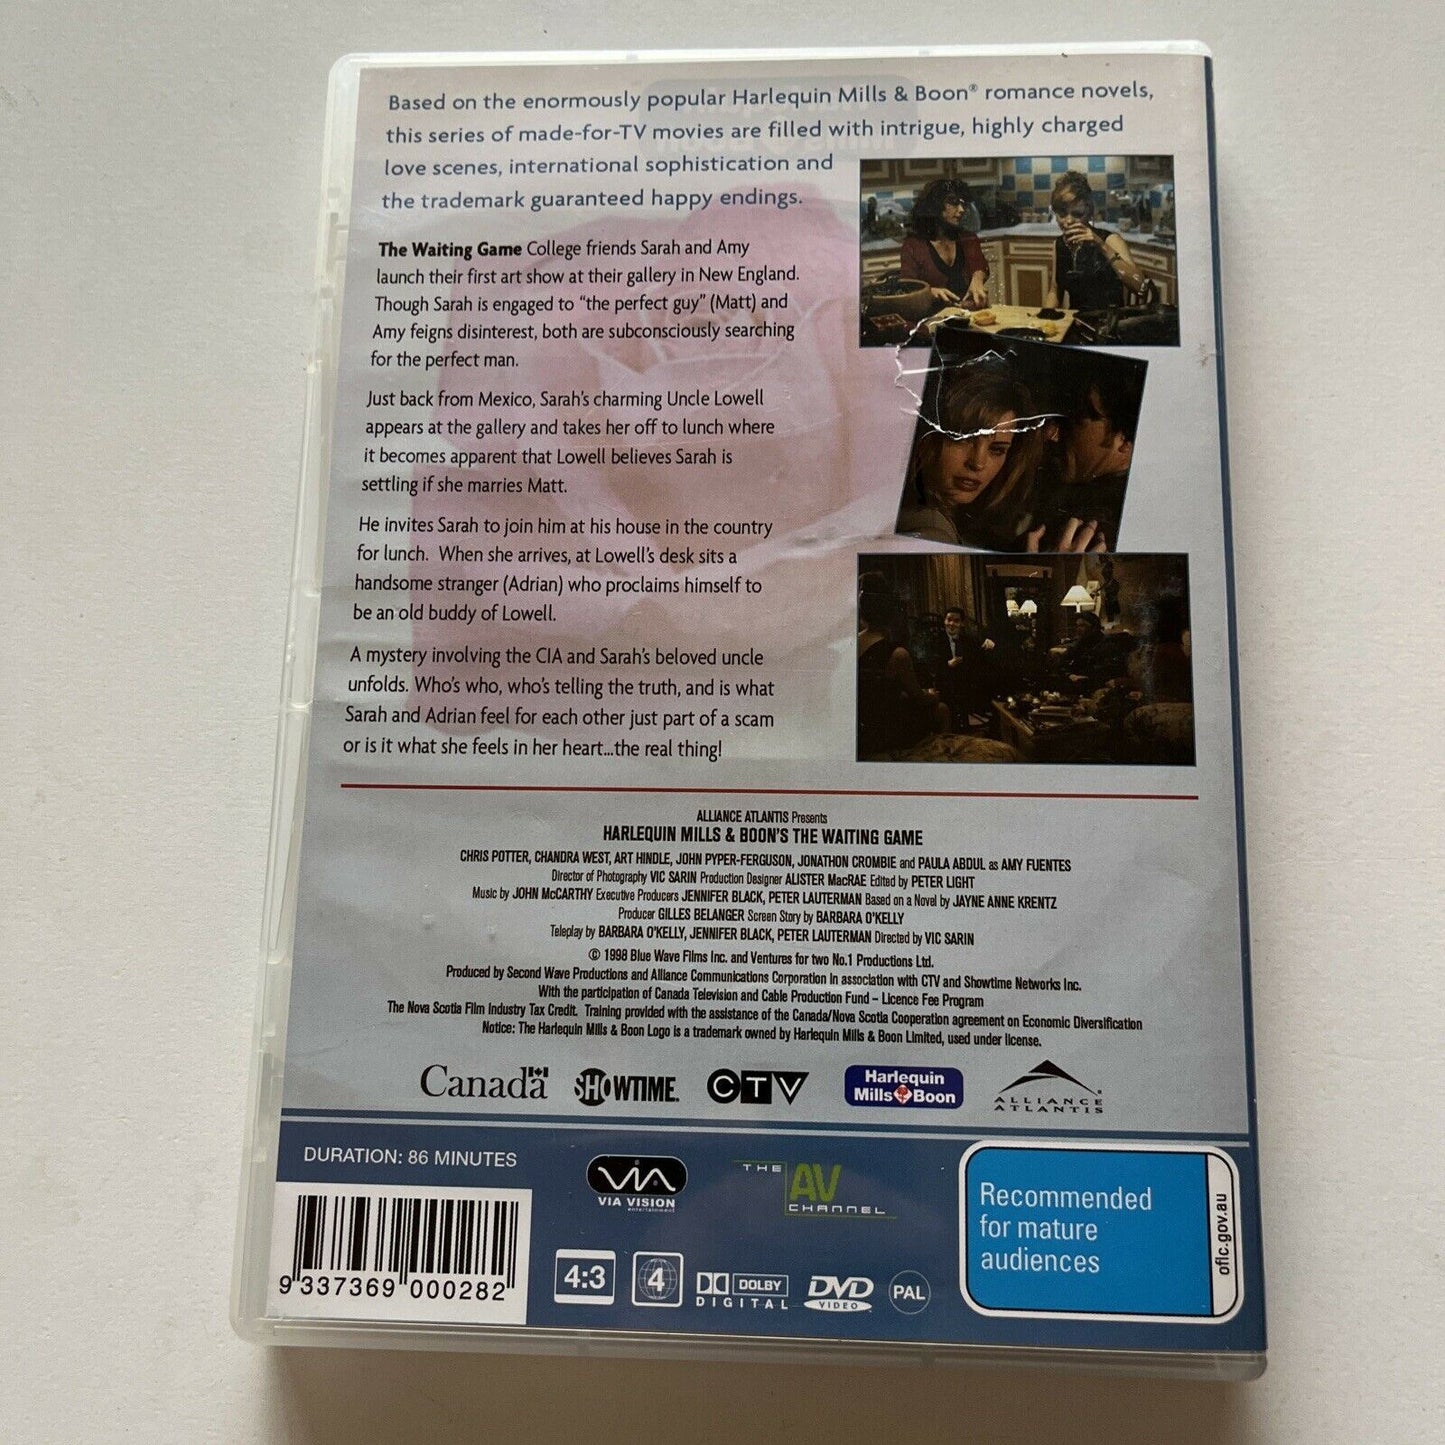 Based on the enormously popular Harlequin Mills & Boon® romance novels,
this series of made-for-TV movies are filled with intrigue, highly charged
love scenes, international sophistication and
the trademark guaranteed happy endings.
The Waiting Game College friends Sarah and Amy
launch their first art show at their gallery in New England.
Though Sarah is engaged to "the perfect guy" (Matt) and
Amy feigns disinterest, both are subconsciously searching
for the perfect man.
Just back from Mexico, Sarah's charming Uncle Lowell
appears at the gallery and takes her off to lunch where
it becomes apparent that Lowell believes Sarah is
settling if she marries Matt.
He invites Sarah to join him at his house in the country
for lunch. When she arrives, at Lowell's desk sits a
handsome stranger (Adrian) who proclaims himself to
be an old buddy of Lowell.
A mystery involving the CIA and Sarah's beloved uncle
unfolds. Who's who, who's telling the truth, and is what
Sarah and Adrian feel for each other just part of a scam
or is it what she feels in her heart...the real thing!
ALLIANCE ATLANTIS Presents
HARLEQUIN MILLS & BOON'S THE WAITING GAME
CHRIS POTTER, CHANDRA WEST, ART HINDLE, JOHN PYPER-FERGUSON, JONATHON CROMBIE and PAULA ABDUL as AMY FUENTES
Director of Photography VIC SARIN Production Designer ALISTER MacRAE Edited by PETER LIGHT
Music by JOHN McCARTHY Executive Producers JENNIFER BLACK, PETER LAUTERMAN Based on a Novel by JAYNE ANNE KRENTZ
Producer GILLES BELANGER Screen Story by BARBARA O'KELLY
Teleplay by BARBARA O'KELLY, JENNIFER BLACK, PETER LAUTERMAN Directed by VIC SARIN
© 1998 Blue Wave Films Inc. and Ventures for two No.1 Productions Ltd.
Produced by Second Wave Productions and Alliance Communications Corporation in association with CTV and Showtime Networks Inc.
With the participation of Canada Television and Cable Production Fund – Licence Fee Program
The Nova Scotia Film Industry Tax Credit. Training provided with the assistance of the Canada/Nova Scotia Cooperation agreement on Economic Diversification
Notice: The Harlequin Mills & Boon Logo is a trademark owned by Harlequin Mills & Boon Limited, used under license.
Canada SHOWTIME. CTV Harlequin Mills Boon ALLIANCE ATLANTIS
DURATION: 86 MINUTES
VIA
VIA VISION
entertainment
THE AV CHANNEL
Recommended
for mature
audiences
oflc.gov.au
9 337369 000282
4:3
4
DOLBY
DIGITAL
DVD
VIDEO
PAL